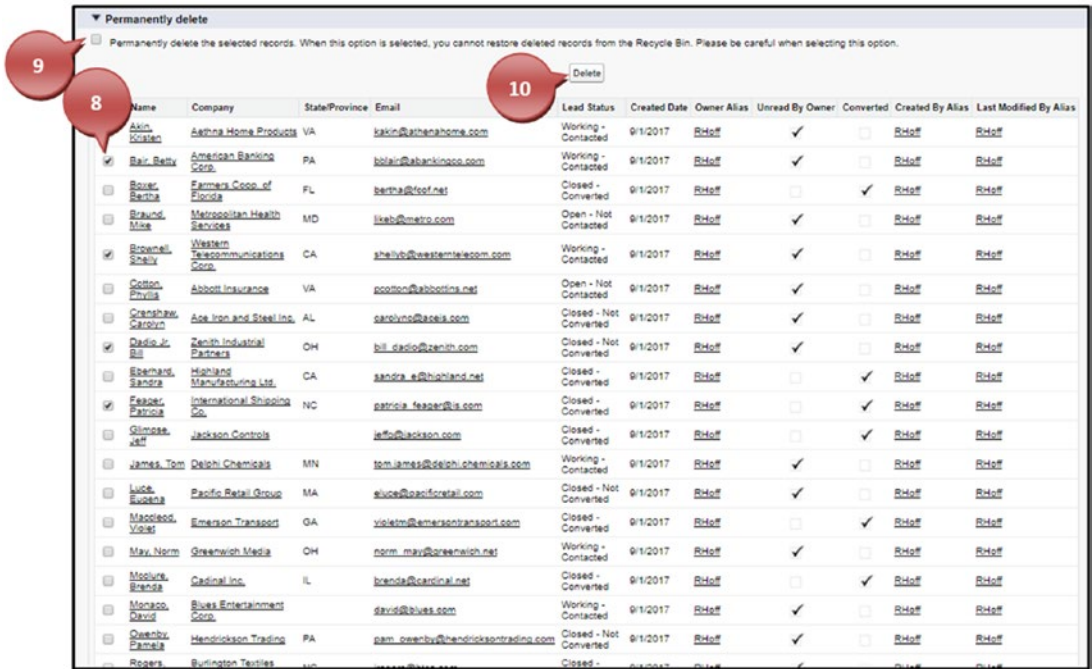 Permanently delete
Permanently delete the selected records. When this option is selected, you cannot restore deleted records from the Recycle Bin. Please be careful when selecting this option.
9
10
Delete
8
Name Company State/Province Email Lead Status Created Date Owner Alias Unread By Owner Converted Created By Alias Last Modified By Alias
Akin, Kristen Aethna Home Products VA kakin@athenahome.com Working - Contacted 9/1/2017 RHoff RHoff RHoff
Bair, Betty American Banking Corp. PA bblair@abankingco.com Working - Contacted 9/1/2017 RHoff RHoff RHoff
Boxer, Bertha Farmers Coop. of Florida FL bertha@fcof.net Closed - Converted 9/1/2017 RHoff RHoff RHoff
Braund, Mike Metropolitan Health Services MD likeb@metro.com Open - Not Contacted 9/1/2017 RHoff RHoff RHoff
Brownell, Shelly Western Telecommunications Corp. CA shellyb@westerntelecom.com Working - Contacted 9/1/2017 RHoff RHoff RHoff
Cotton, Phyllis Abbott Insurance VA pcotton@abbottins.net Open - Not Contacted 9/1/2017 RHoff RHoff RHoff
Crenshaw, Carolyn Ace Iron and Steel Inc. AL carolync@aceis.com Closed - Not Converted 9/1/2017 RHoff RHoff RHoff
Dadio Jr, Bill Zenith Industrial Partners OH bill_dadio@zenith.com Closed - Not Converted 9/1/2017 RHoff RHoff RHoff
Eberhard, Sandra Highland Manufacturing Ltd. CA sandra_e@highland.net Closed - Converted 9/1/2017 RHoff RHoff RHoff
Feager, Patricia International Shipping Co. NC patricia_feager@is.com Closed - Converted 9/1/2017 RHoff RHoff RHoff
Glimpse, Jeff Jackson Controls jeffg@jackson.com Closed - Converted 9/1/2017 RHoff RHoff RHoff
James, Tom Delphi Chemicals MN tom.james@delphi.chemicals.com Working - Contacted 9/1/2017 RHoff RHoff RHoff
Luce, Eugena Pacific Retail Group MA eluce@pacificretail.com Closed - Not Converted 9/1/2017 RHoff RHoff RHoff
Maccleod, Violet Emerson Transport GA violetm@emersontransport.com Closed - Converted 9/1/2017 RHoff RHoff RHoff
May, Norm Greenwich Media OH norm_may@greenwich.net Working - Contacted 9/1/2017 RHoff RHoff RHoff
Mcclure, Brenda Cadinal Inc. IL brenda@cardinal.net Closed - Converted 9/1/2017 RHoff RHoff RHoff
Monaco, David Blues Entertainment Corp. david@blues.com Working - Contacted 9/1/2017 RHoff RHoff RHoff
Owenby, Pamela Hendrickson Trading PA pam_owenby@hendricksontrading.com Closed - Not Converted 9/1/2017 RHoff RHoff RHoff
Rogers, Burlington Textiles Closed -